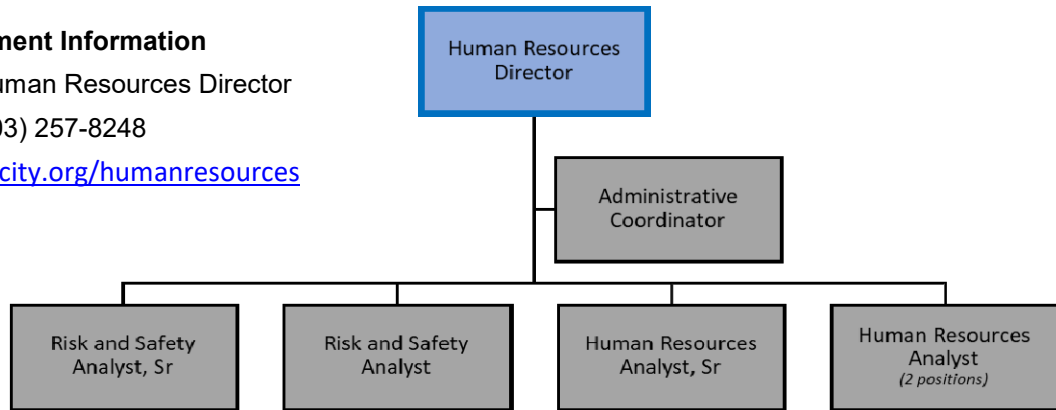 ment Information
uman Resources Director
03) 257-8248
city.org/humanresources
Human Resources
Director
Administrative
Coordinator
Risk and Safety
Analyst, Sr
Risk and Safety
Analyst
Human Resources
Analyst, Sr
Human Resources
Analyst
(2 positions)